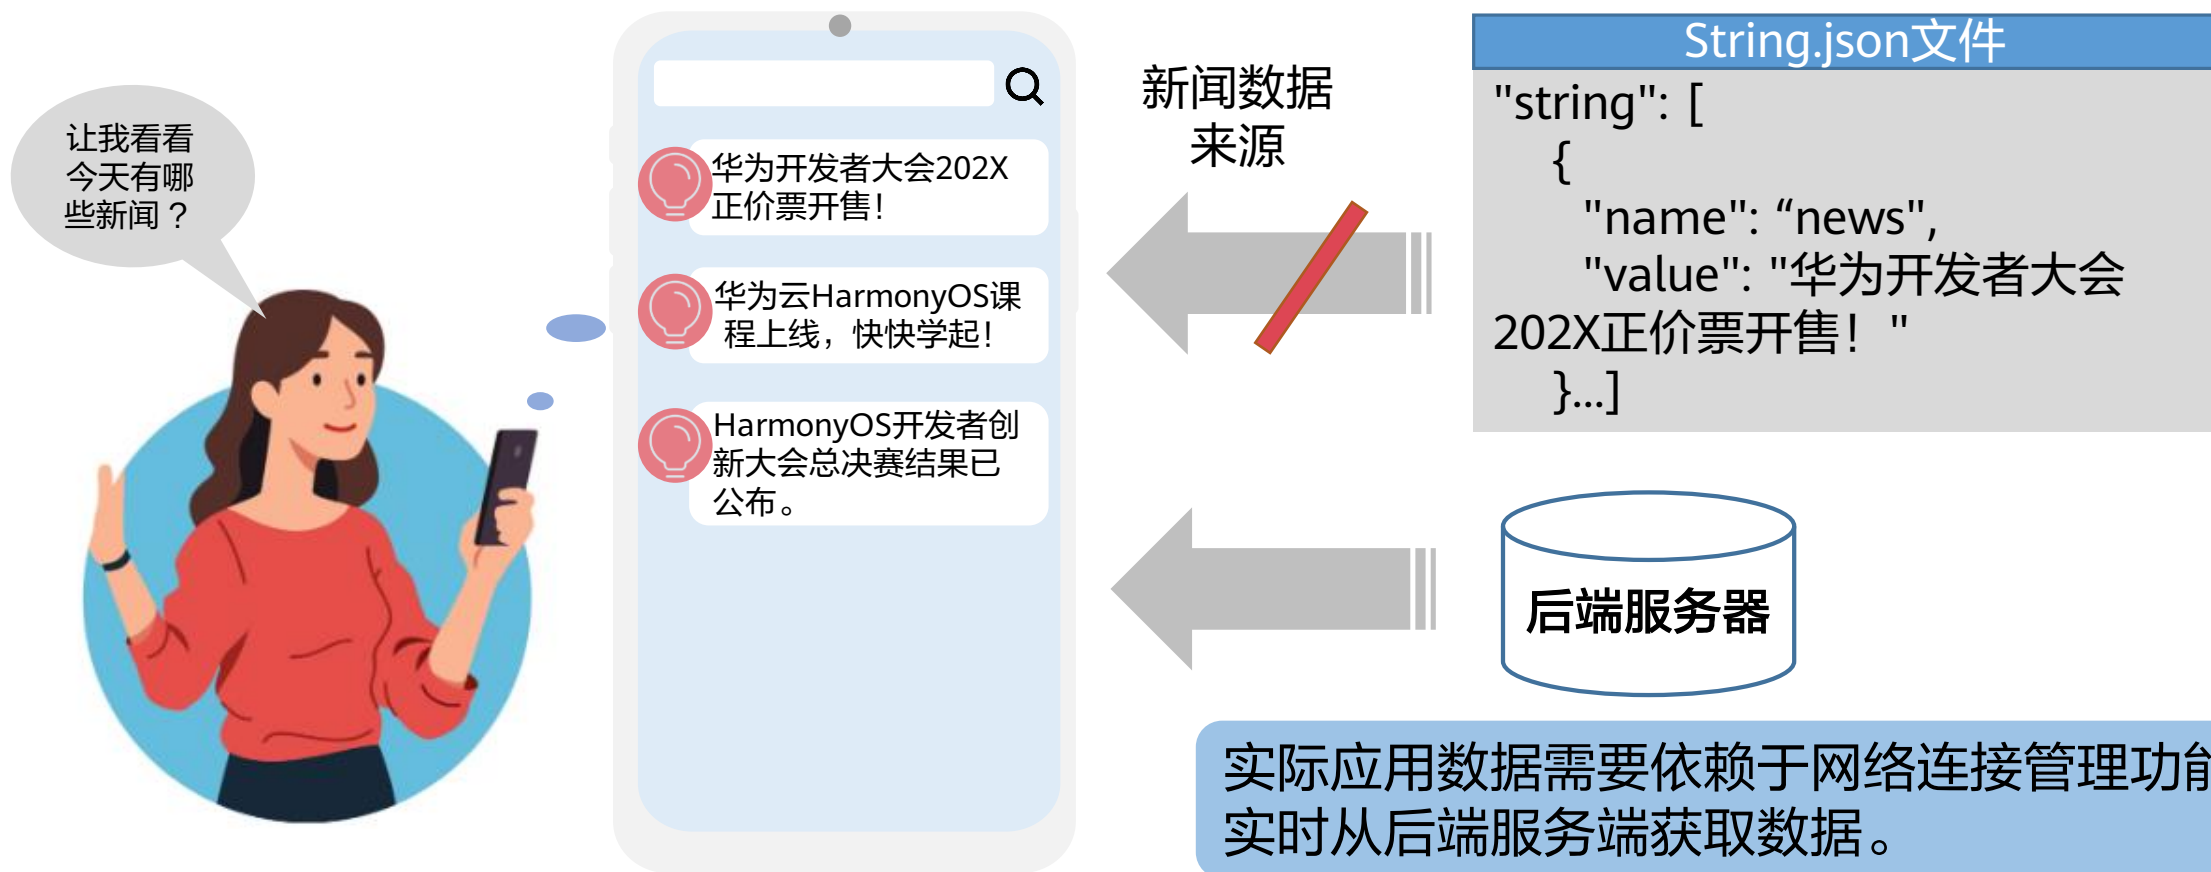 让我看看
今天有哪
些新闻？
华为开发者大会202X
正价票开售！
华为云HarmonyOS课
程上线，快快学起！
HarmonyOS开发者创
新大会总决赛结果已
公布。
新闻数据
来源
String.json文件
"string": [
{
"name": “news",
"value": "华为开发者大会
202X正价票开售！"
}...]
后端服务器
实际应用数据需要依赖于网络连接管理功能
实时从后端服务端获取数据。